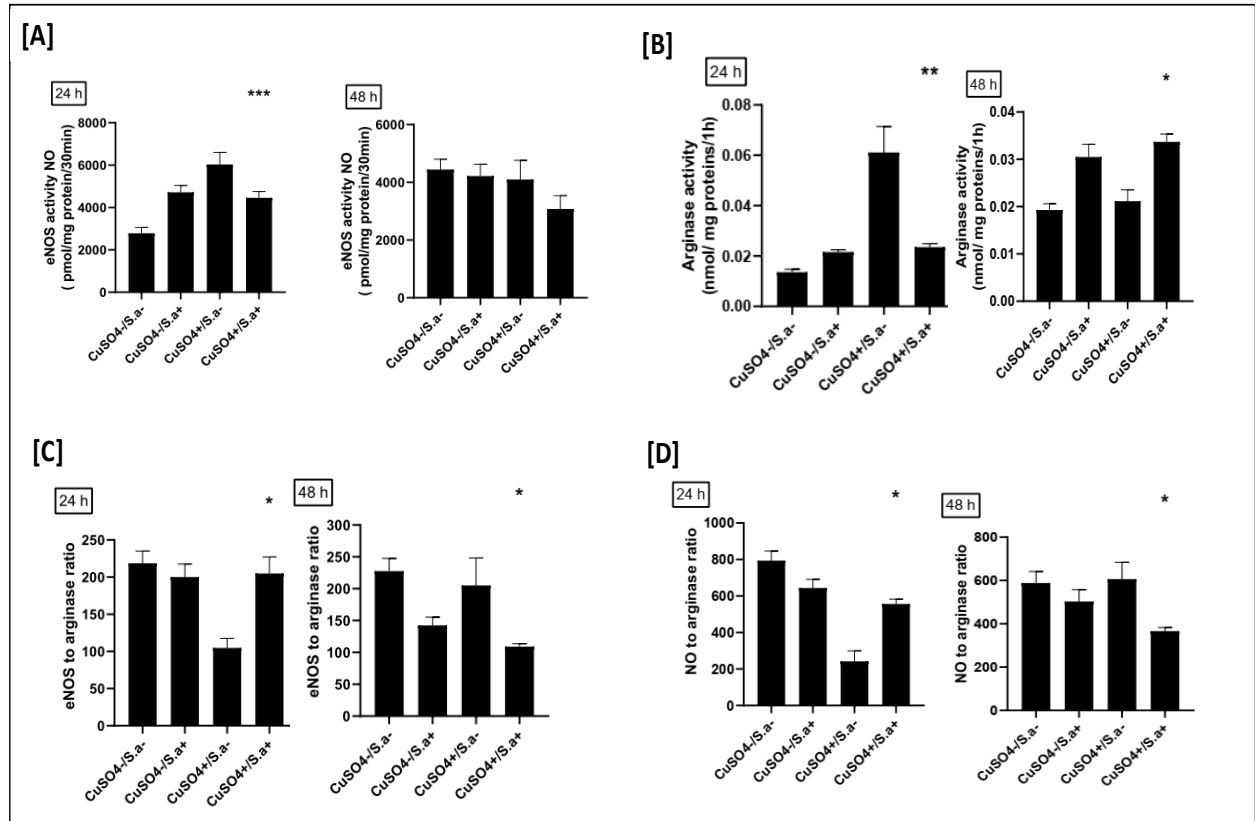 [A]
24 h
***
eNOS activity NO
( pmol/mg protein/30min)
8000
6000
4000
2000
0
CuSO4-/S.a-
CuSO4-/S.a+
CuSO4+/S.a-
CuSO4+/S.a+
48 h
eNOS activity NO
( pmol/mg protein/30min)
6000
4000
2000
0
CuSO4-/S.a-
CuSO4-/S.a+
CuSO4+/S.a-
CuSO4+/S.a+
[B]
24 h
**
Arginase activity
(nmol/ mg proteins/1h)
0.08
0.06
0.04
0.02
0.00
CuSO4-/S.a-
CuSO4-/S.a+
CuSO4+/S.a-
CuSO4+/S.a+
48 h
*
Arginase activity
(nmol/ mg proteins/1h)
0.04
0.03
0.02
0.01
0.00
CuSO4-/S.a-
CuSO4-/S.a+
CuSO4+/S.a-
CuSO4+/S.a+
[C]
24 h
*
eNOS to arginase ratio
250
200
150
100
50
0
CuSO4-/S.a-
CuSO4-/S.a+
CuSO4+/S.a-
CuSO4+/S.a+
48 h
*
eNOS to arginase ratio
300
250
200
150
100
50
0
CuSO4-/S.a-
CuSO4-/S.a+
CuSO4+/S.a-
CuSO4+/S.a+
[D]
24 h
*
NO to arginase ratio
1000
800
600
400
200
0
CuSO4-/S.a-
CuSO4-/S.a+
CuSO4+/S.a-
CuSO4+/S.a+
48 h
*
NO to arginase ratio
800
600
400
200
0
CuSO4-/S.a-
CuSO4-/S.a+
CuSO4+/S.a-
CuSO4+/S.a+